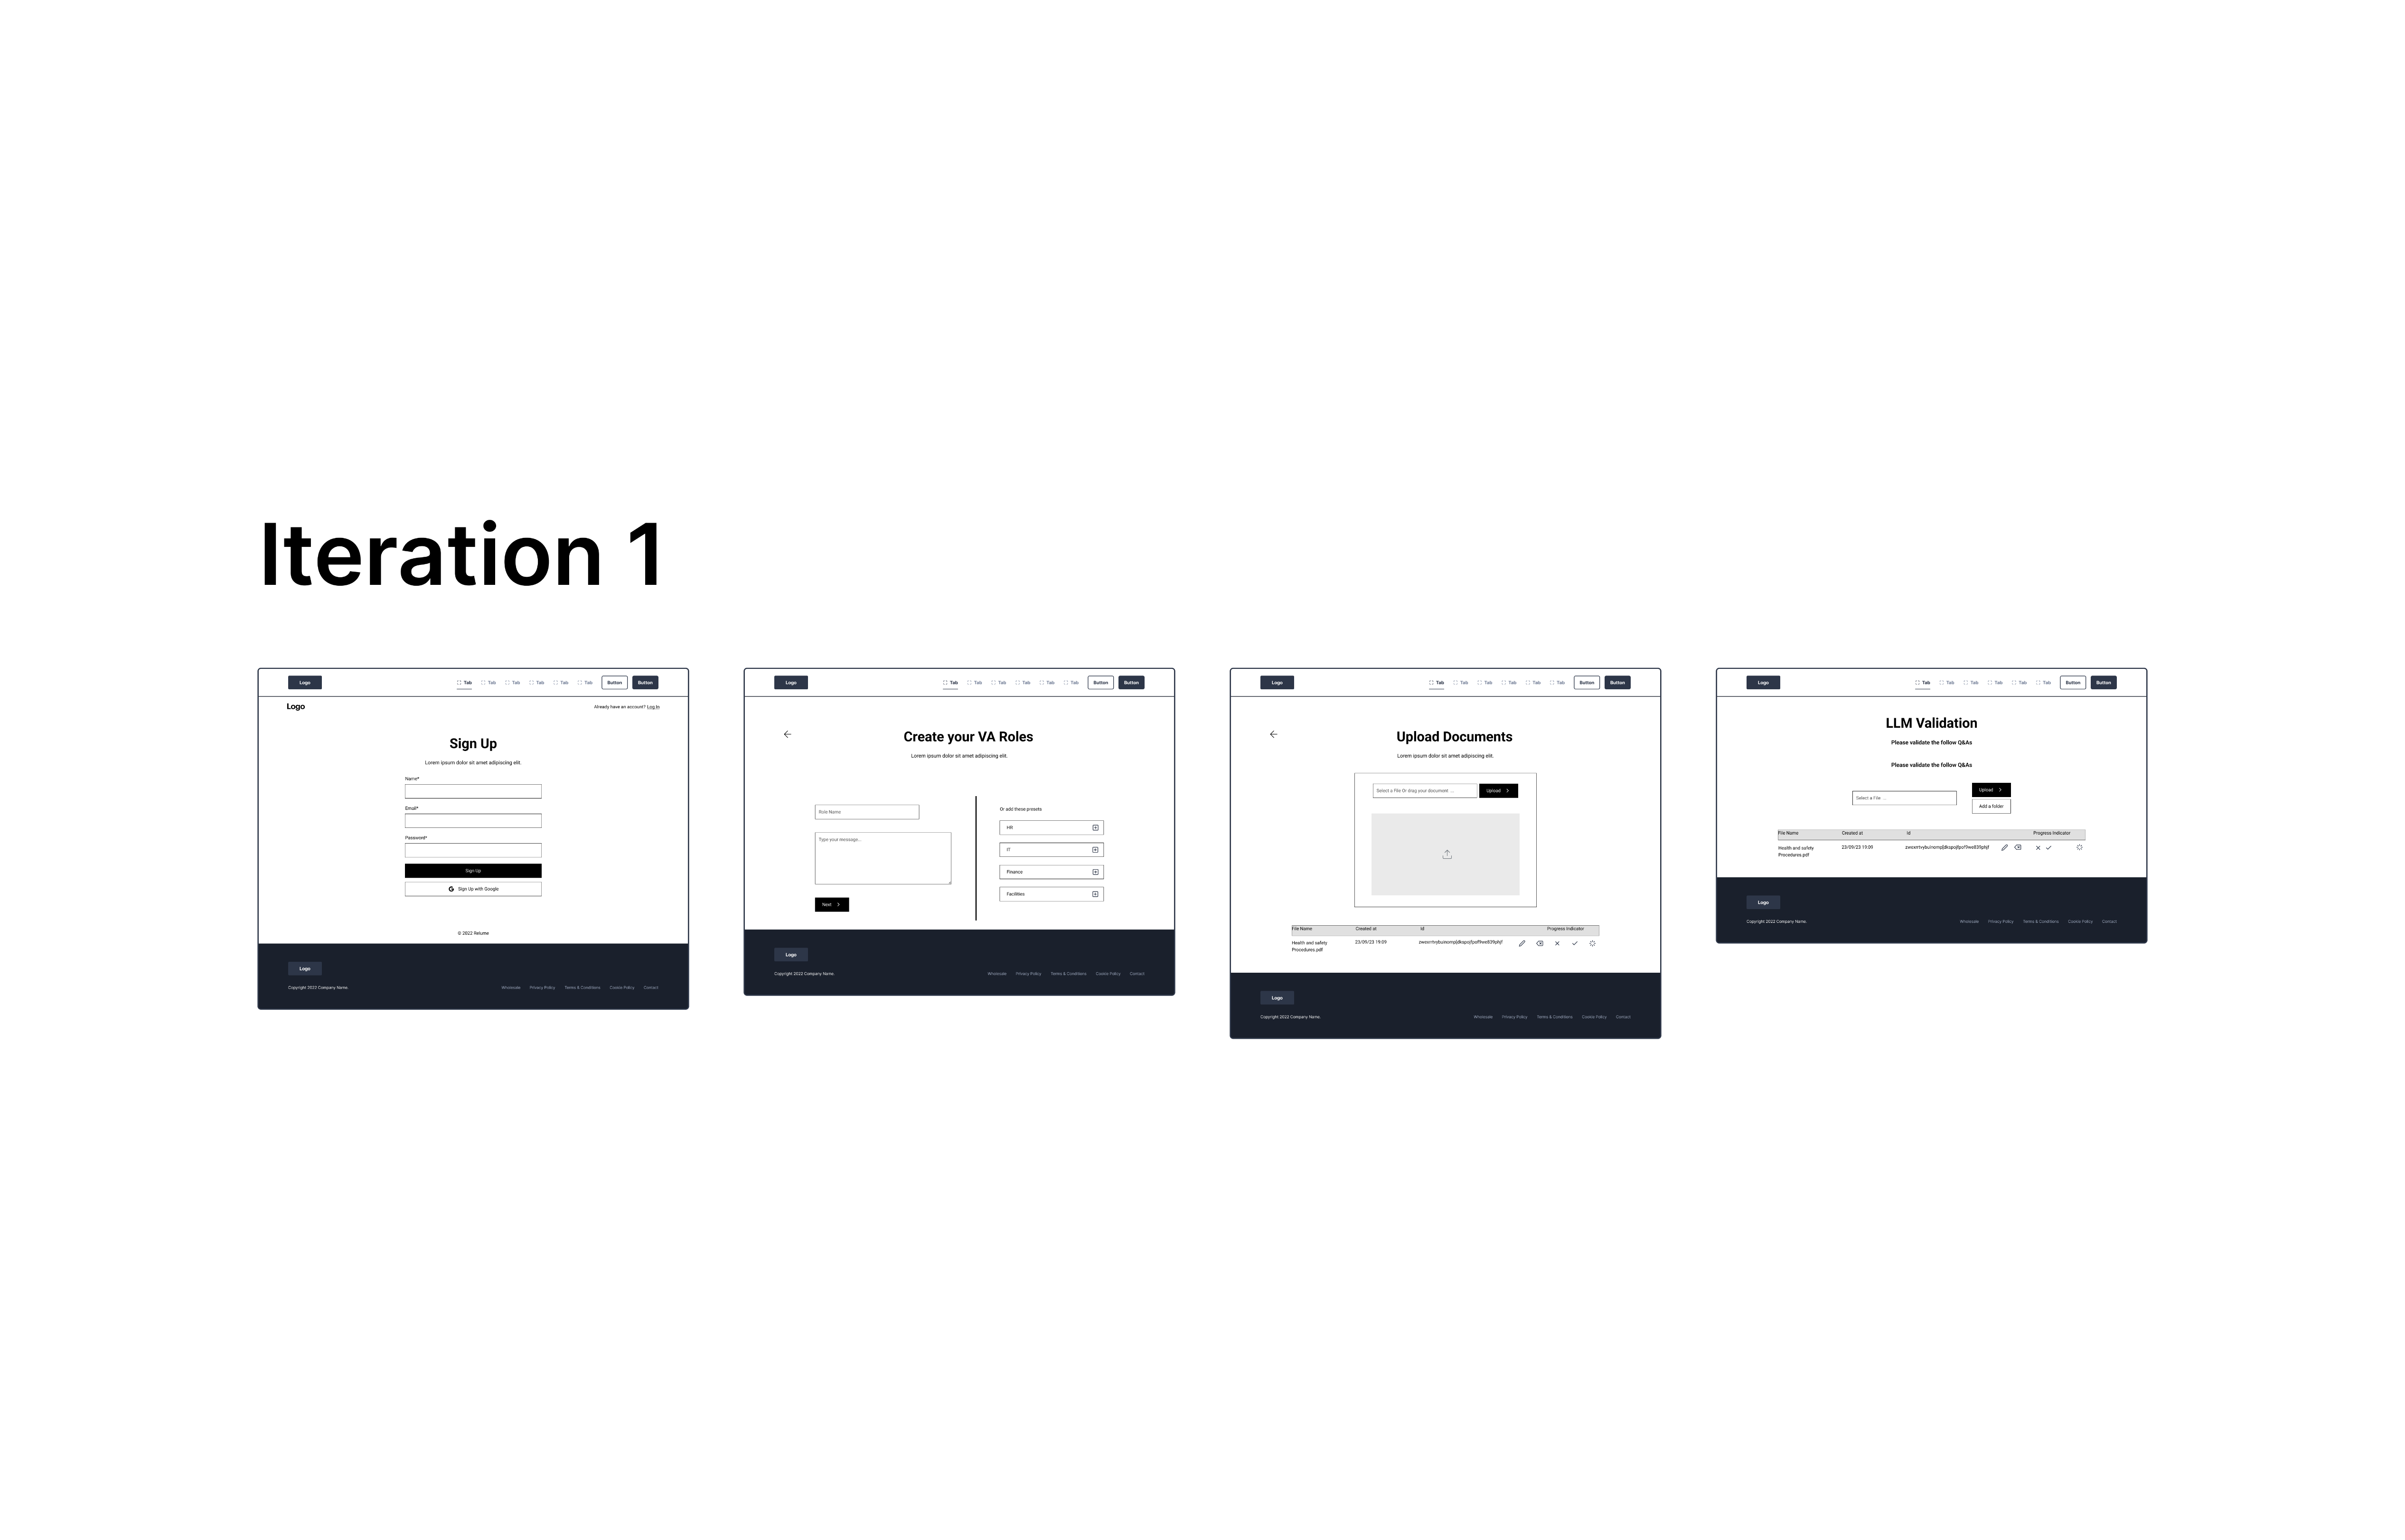 Iteration 1
Logo
Tab Tab Tab Tab Tab Tab Button Button
Logo
Already have an account? Log In
Sign Up
Lorem ipsum dolor sit amet adipiscing elit.
Name*
Email*
Password*
Sign Up
Sign Up with Google
© 2022 Relume
Logo
Wholesale Privacy Policy Terms & Conditions Cookie Policy Contact
Logo
Tab Tab Tab Tab Tab Tab Button Button
Create your VA Roles
Lorem ipsum dolor sit amet adipiscing elit.
Role Name
Type your message...
Next
Or add these presets
HR
IT
Finance
Facilities
Logo
Copyright 2022 Company Name.
Wholesale Privacy Policy Terms & Conditions Cookie Policy Contact
Logo
Tab Tab Tab Tab Tab Tab Button Button
Upload Documents
Lorem ipsum dolor sit amet adipiscing elit.
Select a File Or drag your document ....
Upload
File Name Created at id Progress Indicator
Health and safety
Procedures.pdf
23/09/23 19.09
Logo
Copyright 2022 Company Name.
Wholesale Privacy Policy Terms & Conditions Cookie Policy Contact
Logo
Tab Tab Tab Tab Tab Tab Button Button
LLM Validation
Please validate the follow Q&As
Please validate the follow Q&As
Select a File ...
Upload
Add a folder
File Name Created at id Progress Indicator
Health and safety
Procedures.pdf
23/09/23 19.09
Logo
Copyright 2022 Company Name.
Wholesale Privacy Policy Terms & Conditions Cookie Policy Contact